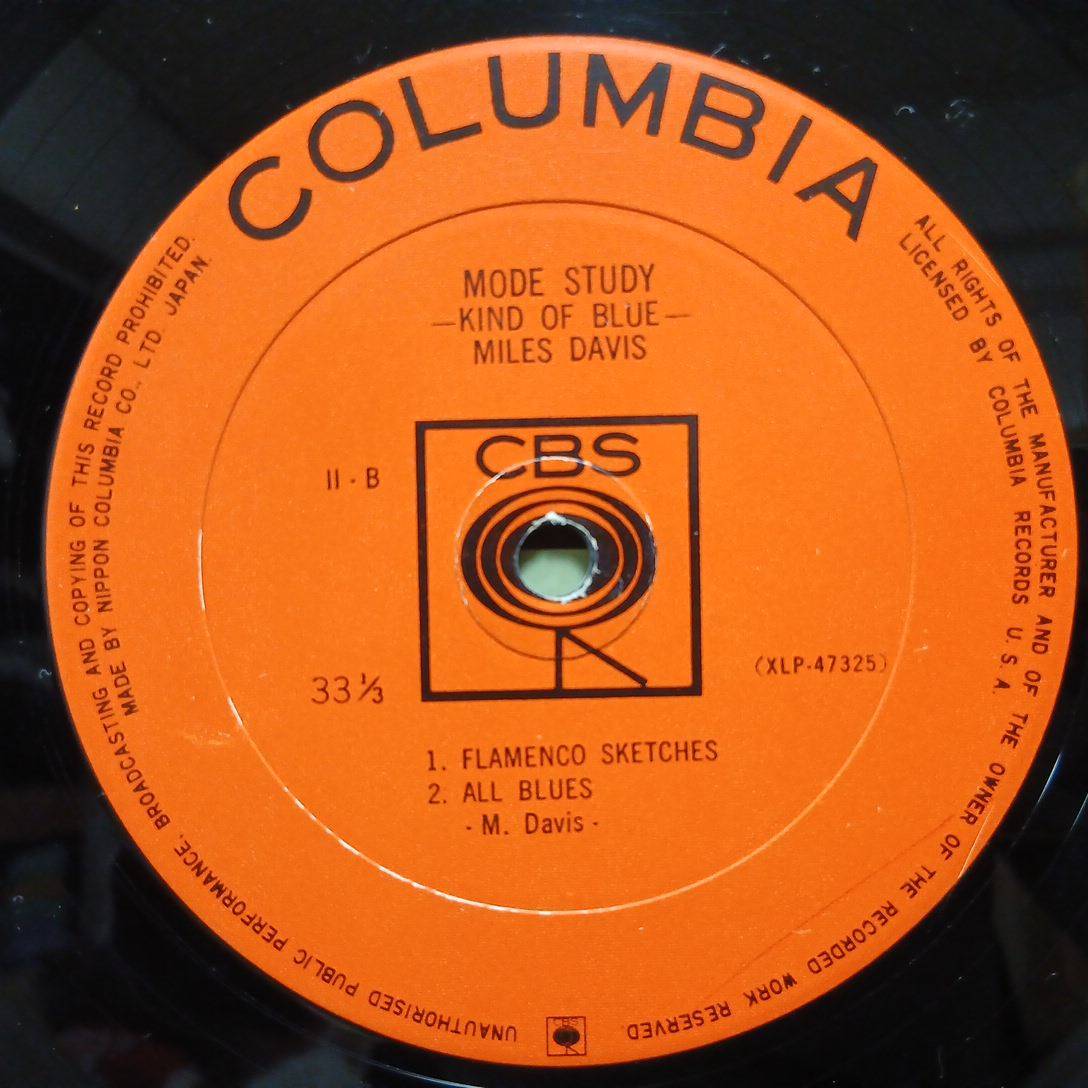 COLUMBIA
MODE STUDY
—KIND OF BLUE—
MILES DAVIS
CBS
II - B
33⅓
(XLP-47325)
1. FLAMENCO SKETCHES
2. ALL BLUES
- M. Davis -
ALL RIGHTS OF THE MANUFACTURER AND OF THE OWNER OF THE RECORDED WORK RESERVED.
LICENSED BY COLUMBIA RECORDS U. S. A.
UNAUTHORISED PUBLIC PERFORMANCE, BROADCASTING AND COPYING OF THIS RECORD PROHIBITED.
MADE BY NIPPON COLUMBIA CO., LTD. JAPAN.
CBS